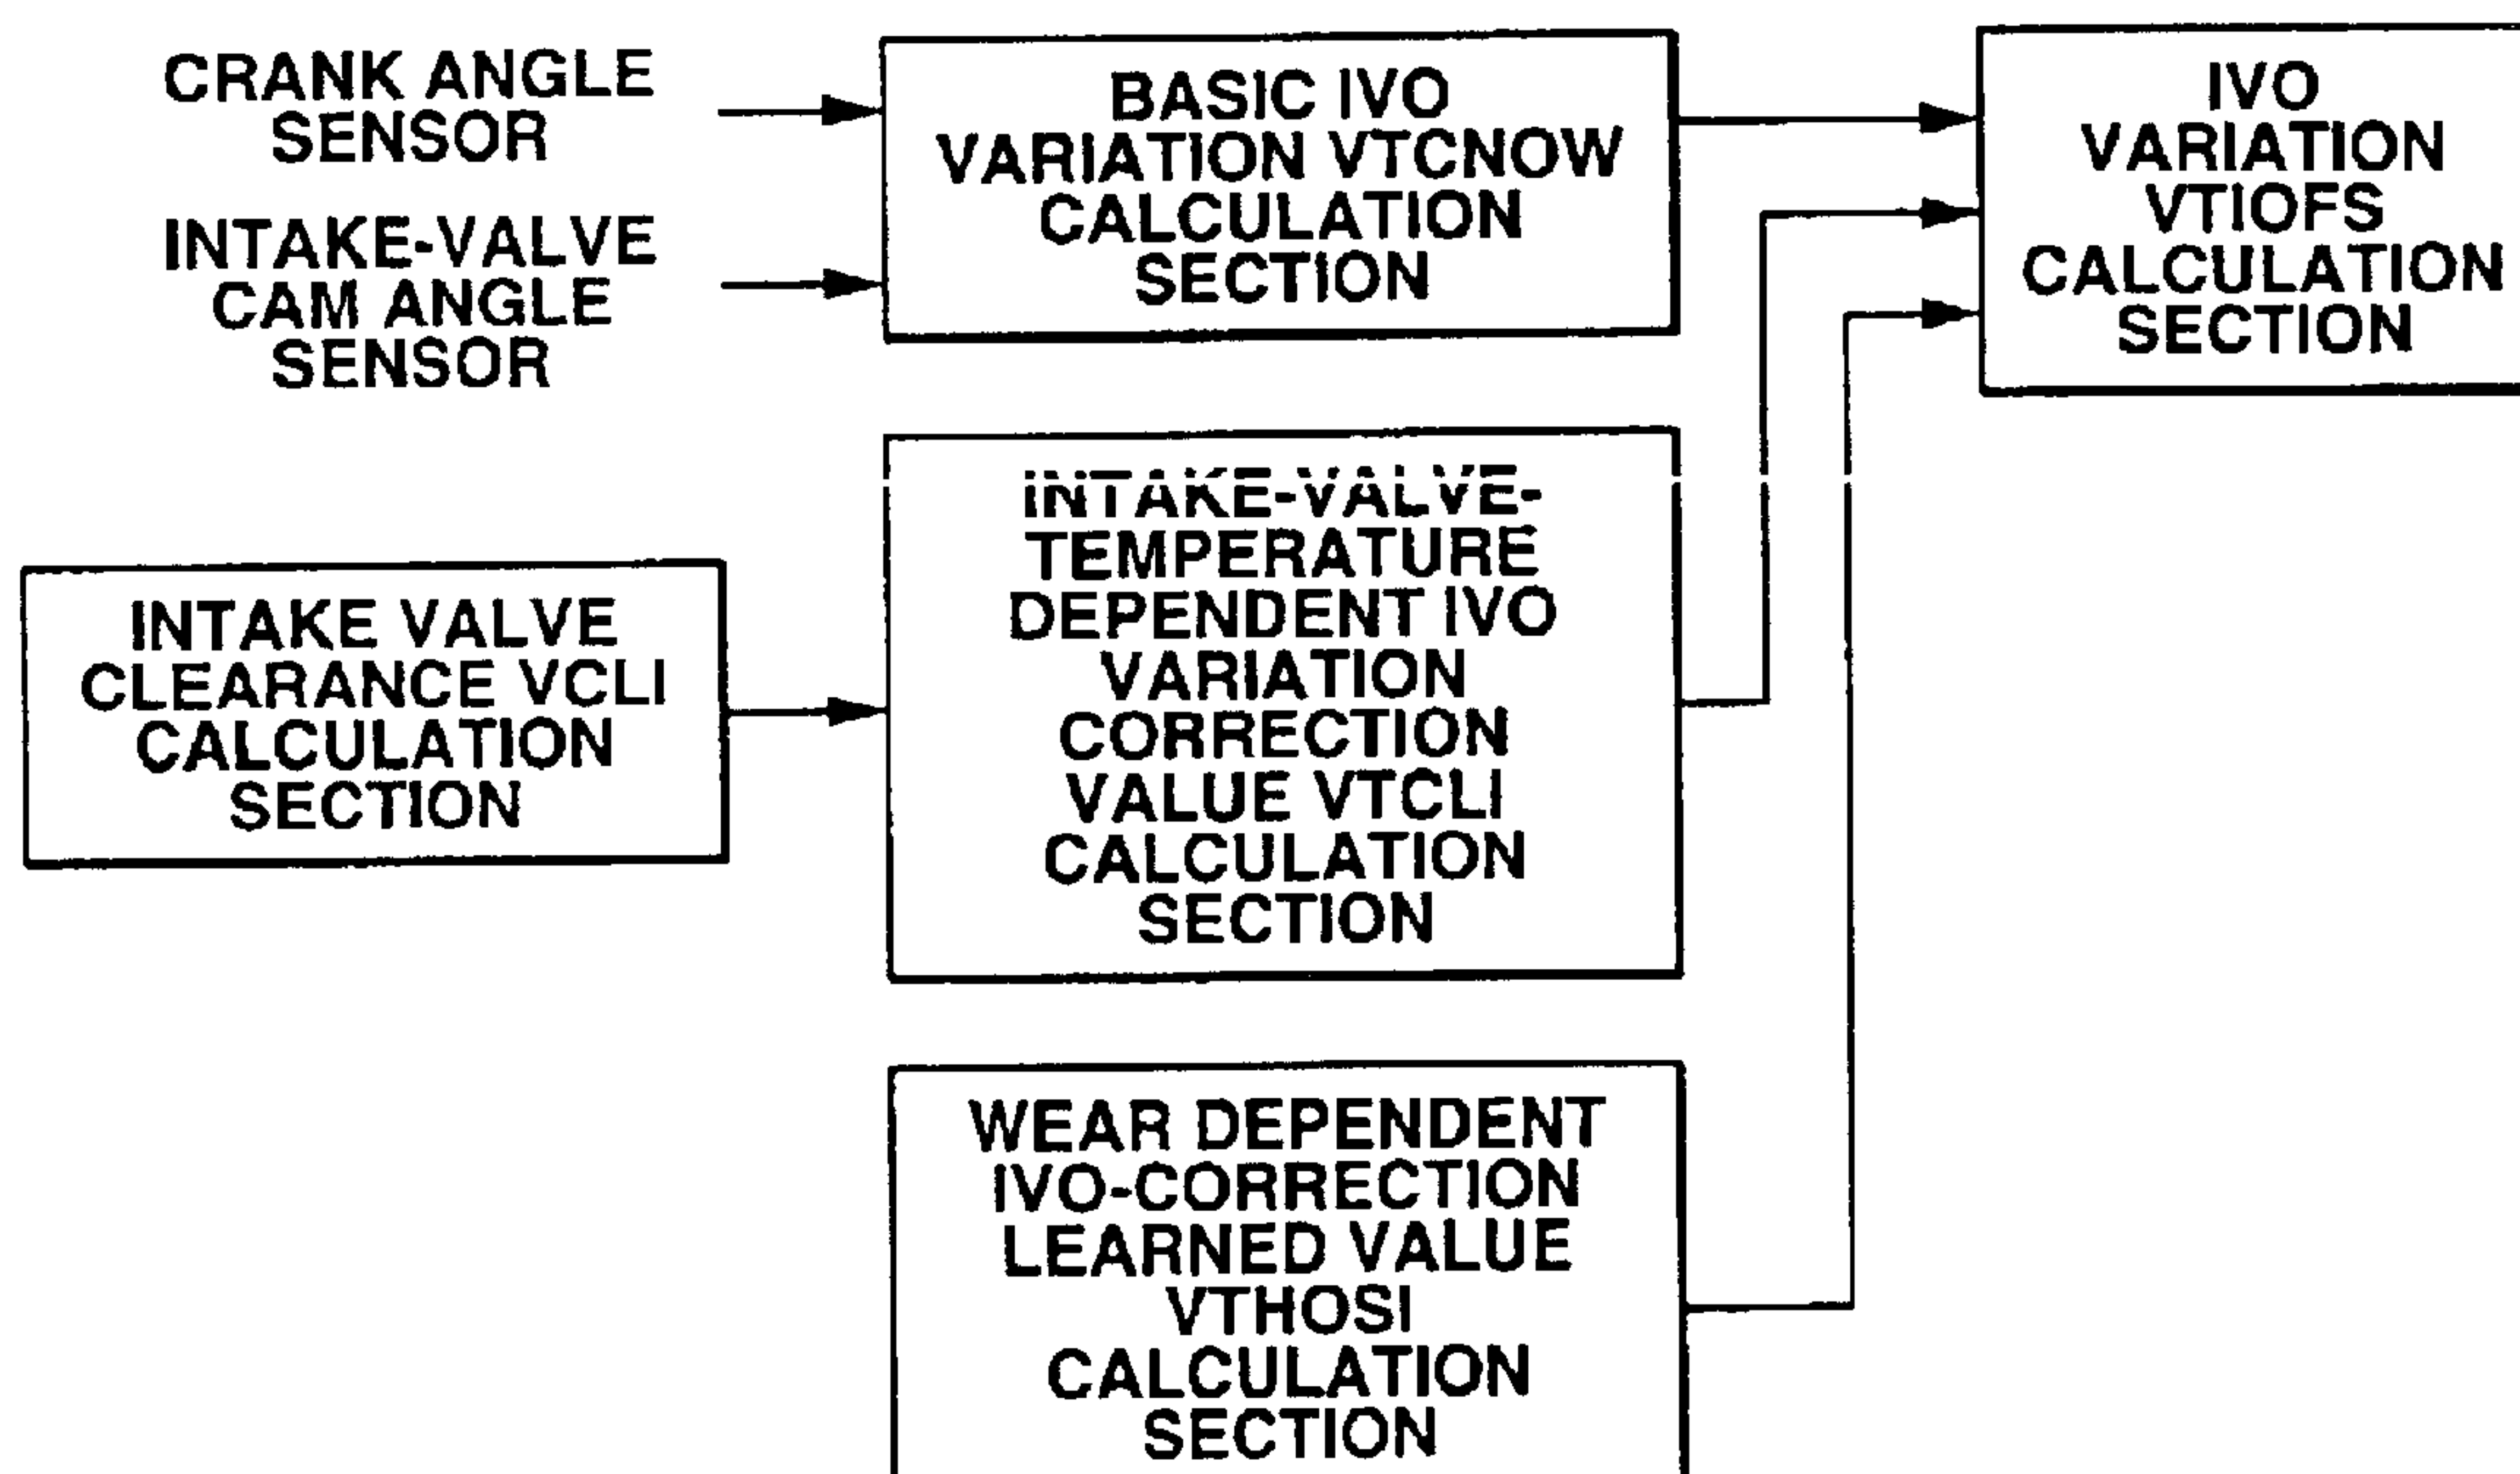 CRANK ANGLE
SENSOR
INTAKE-VALVE
CAM ANGLE
SENSOR
BASIC IVO
VARIATION VTCNOW
CALCULATION
SECTION
IVO
VARIATION
VTIOFS
CALCULATION
SECTION
INTAKE VALVE
CLEARANCE VCLI
CALCULATION
SECTION
INTAKE-VALVE-
TEMPERATURE
DEPENDENT IVO
VARIATION
CORRECTION
VALUE VTCLI
CALCULATION
SECTION
WEAR DEPENDENT
IVO-CORRECTION
LEARNED VALUE
VTHOSI
CALCULATION
SECTION